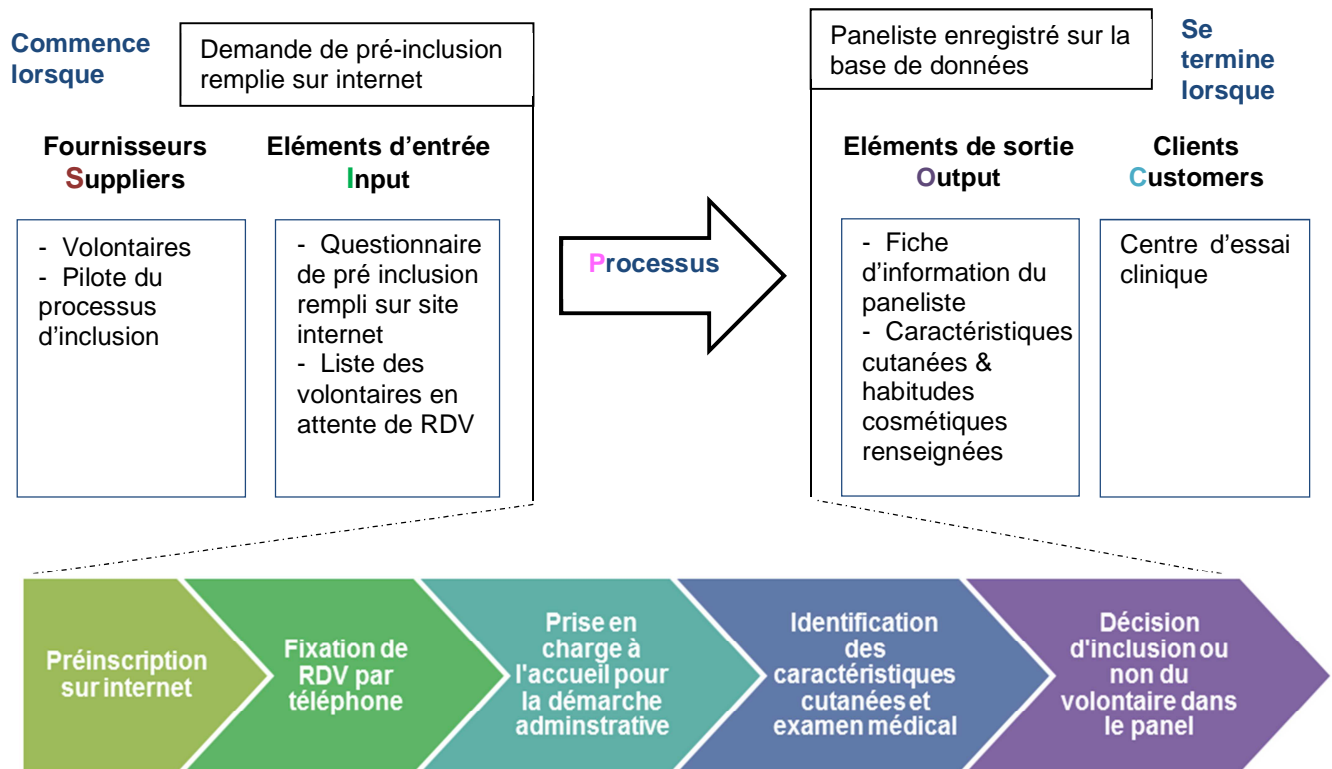 Commence
lorsque
Demande de pré-inclusion
remplie sur internet
Paneliste enregistré sur la
base de données
Se
termine
lorsque
Fournisseurs
Suppliers
Eléments d'entrée
Input
Eléments de sortie
Output
Clients
Customers
- Volontaires
- Pilote du
processus
d'inclusion
- Questionnaire
de pré inclusion
rempli sur site
internet
- Liste des
volontaires en
attente de RDV
Processus
- Fiche
d'information du
paneliste
- Caractéristiques
cutanées &
habitudes
cosmétiques
renseignées
Centre d'essai
clinique
Préinscription
sur internet
Fixation de
RDV par
téléphone
Prise en
charge à
l'accueil pour
la démarche
adminstrative
Identification
des
caractéristiques
cutanées et
examen médical
Décision
d'inclusion ou
non du
volontaire dans
le panel